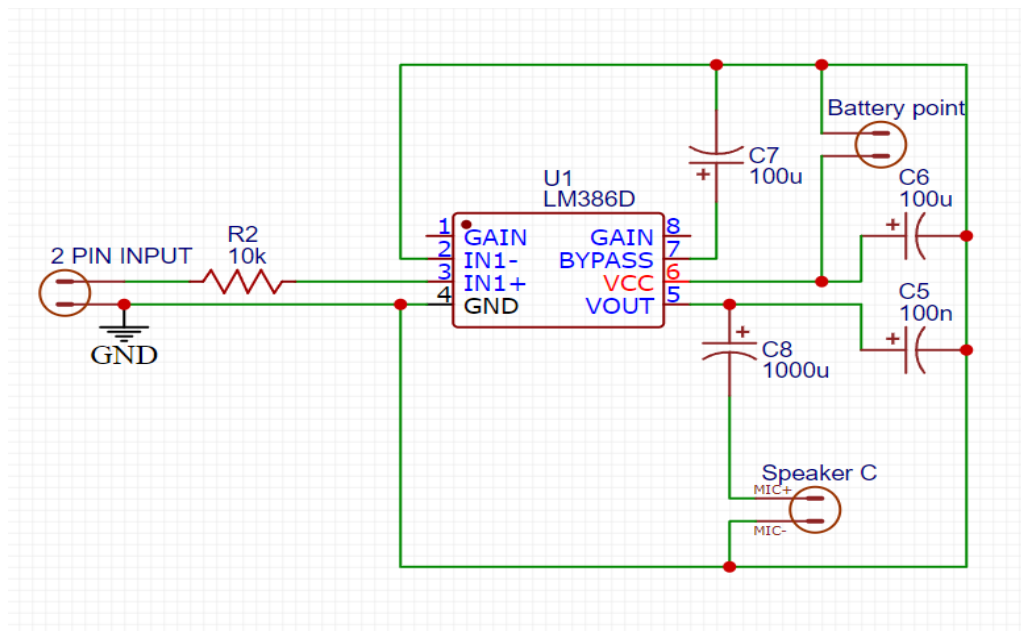 Battery point
C7
100u
C6
100u
U1
LM386D
2 PIN INPUT
R2
10k
1
GAIN
GAIN
8
2
IN1-
BYPASS
7
3
IN1+
VCC
6
4
GND
VOUT
5
C5
100n
GND
C8
1000u
Speaker C
MIC+
MIC-